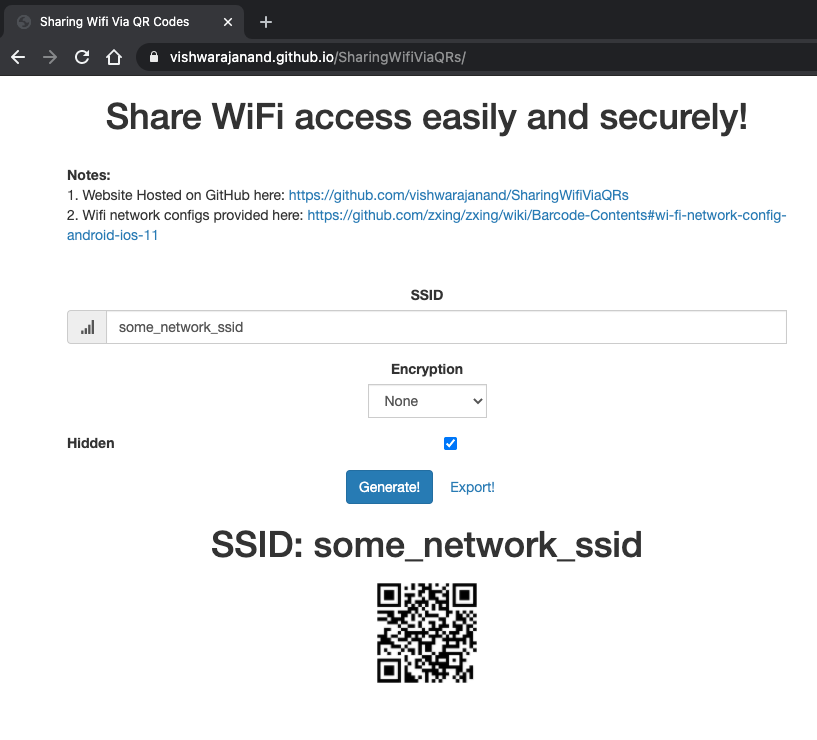 Sharing Wifi Via QR Codes
vishwarajanand.github.io/SharingWifiViaQRs/
Share WiFi access easily and securely!
Notes:
1. Website Hosted on GitHub here: https://github.com/vishwarajanand/SharingWifiViaQRs
2. Wifi network configs provided here: https://github.com/zxing/zxing/wiki/Barcode-Contents#wi-fi-network-config-
android-ios-11
SSID
some_network_ssid
Encryption
None
Hidden
Generate! Export!
SSID: some_network_ssid